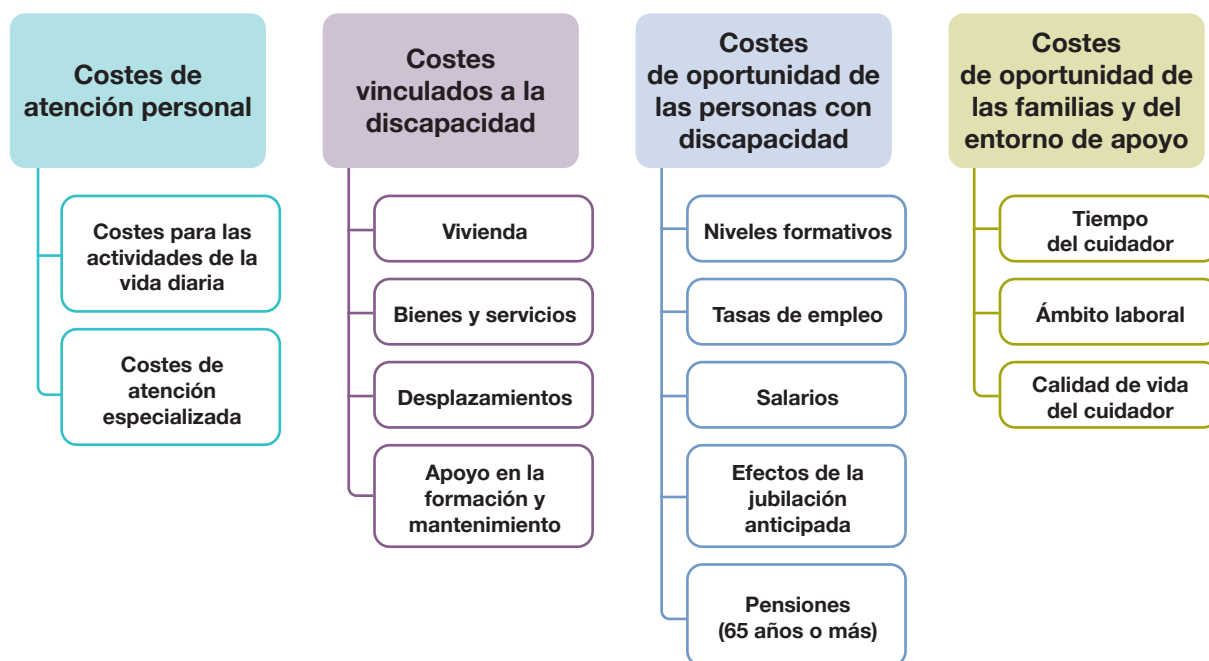 Costes de
atención personal
Costes para las
actividades de la
vida diaria
Costes de
atención
especializada
Costes
vinculados a la
discapacidad
Vivienda
Bienes y servicios
Desplazamientos
Apoyo en la
formación y
mantenimiento
Costes
de oportunidad de
las personas con
discapacidad
Niveles formativos
Tasas de empleo
Salarios
Efectos de la
jubilación
anticipada
Pensiones
(65 años o más)
Costes
de oportunidad de
las familias y del
entorno de apoyo
Tiempo
del cuidador
Ámbito laboral
Calidad de vida
del cuidador